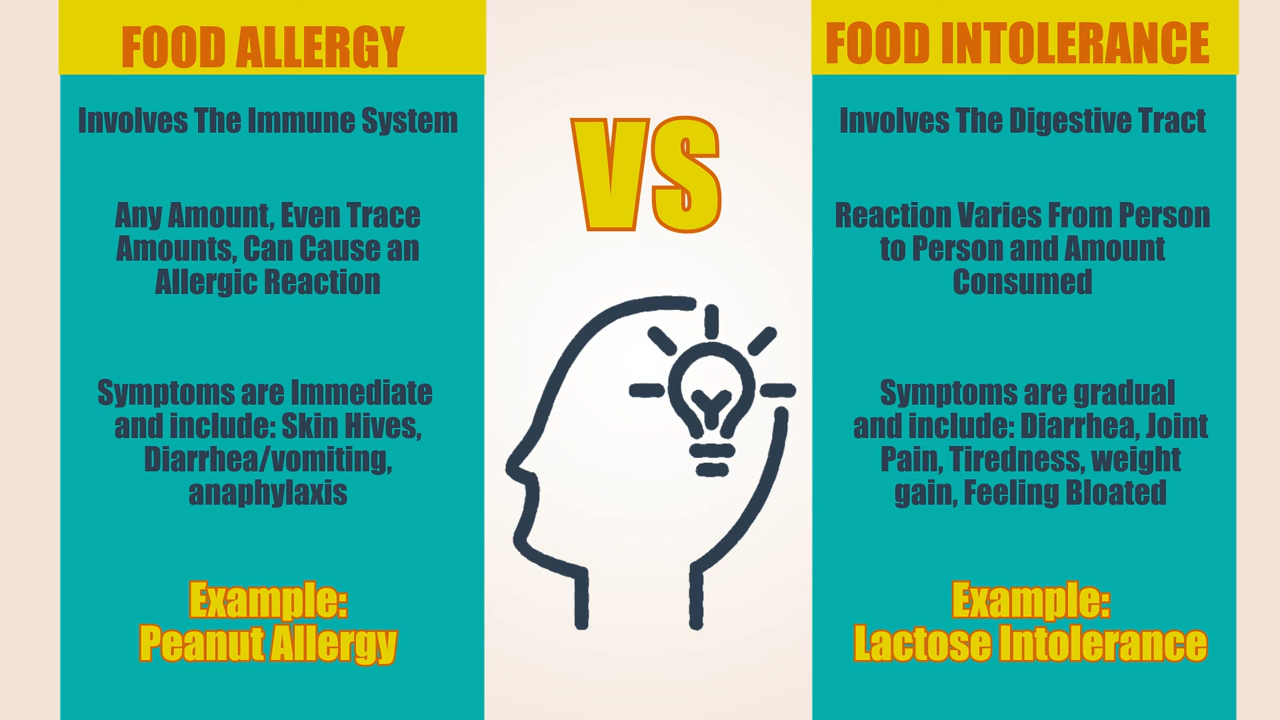 FOOD ALLERGY
Involves The Immune System
Any Amount, Even Trace
Amounts, Can Cause an
Allergic Reaction
Symptoms are Immediate
and include: Skin Hives,
Diarrhea/vomiting,
anaphylaxis
Example:
Peanut Allergy
VS
FOOD INTOLERANCE
Involves The Digestive Tract
Reaction Varies From Person
to Person and Amount
Consumed
Symptoms are gradual
and include: Diarrhea, Joint
Pain, Tiredness, weight
gain, Feeling Bloated
Example:
Lactose Intolerance